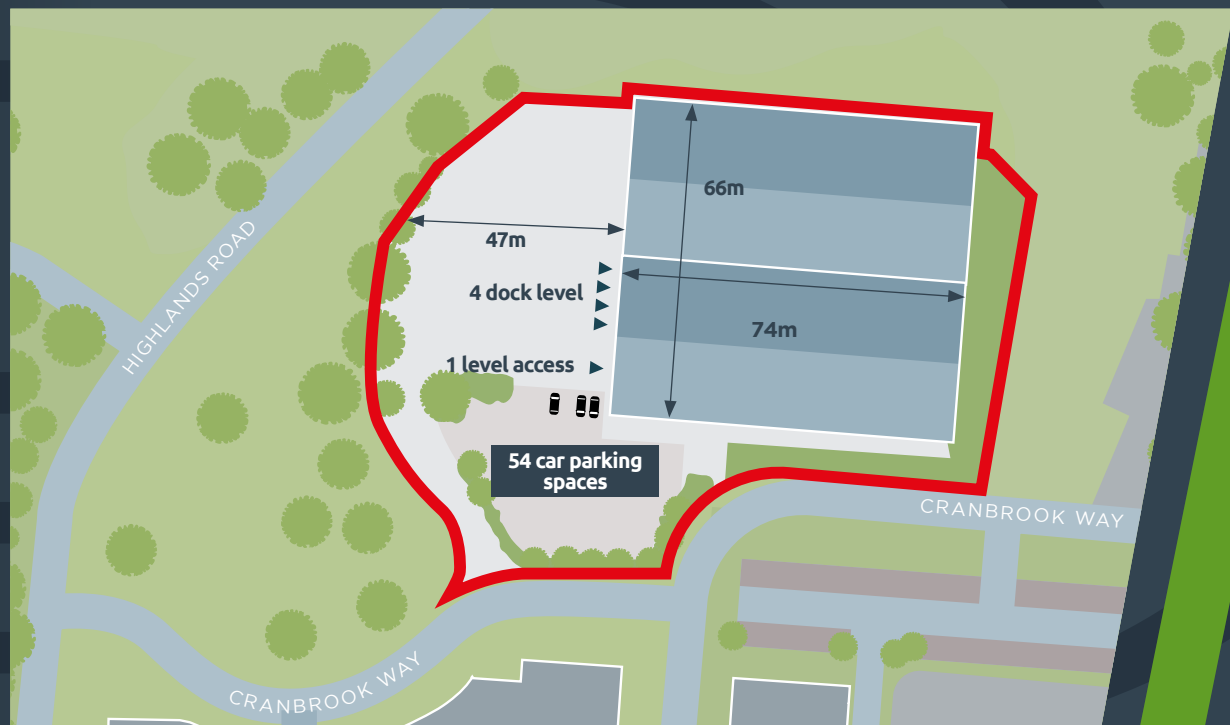 66m
HIGHLANDS ROAD
47m
4 dock level
74m
1 level access
54 car parking
spaces
CRANBROOK WAY
CRANBROOK WAY